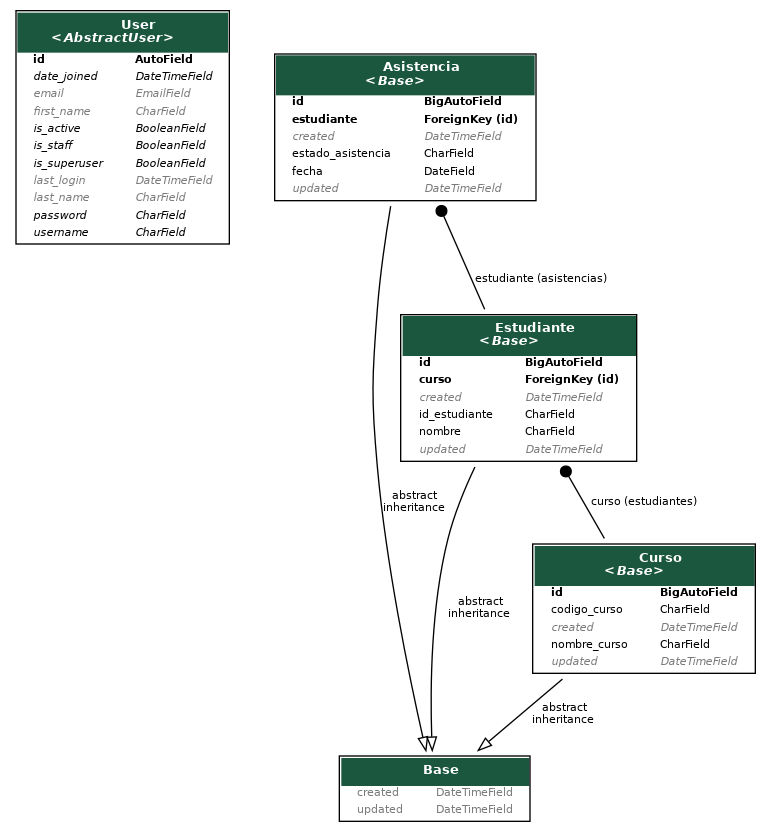 User
<AbstractUser>
id AutoField
date_joined DateTimeField
email EmailField
first_name CharField
is_active BooleanField
is_staff BooleanField
is_superuser BooleanField
last_login DateTimeField
last_name CharField
password CharField
username CharField
Asistencia
<Base>
id BigAutoField
estudiante ForeignKey (id)
created DateTimeField
estado_asistencia CharField
fecha DateField
updated DateTimeField
estudiante (asistencias)
Estudiante
<Base>
id BigAutoField
curso ForeignKey (id)
created DateTimeField
id_estudiante CharField
nombre CharField
updated DateTimeField
abstract
inheritance
curso (estudiantes)
Curso
<Base>
id BigAutoField
codigo_curso CharField
created DateTimeField
nombre_curso CharField
updated DateTimeField
abstract
inheritance
abstract
inheritance
Base
created DateTimeField
updated DateTimeField